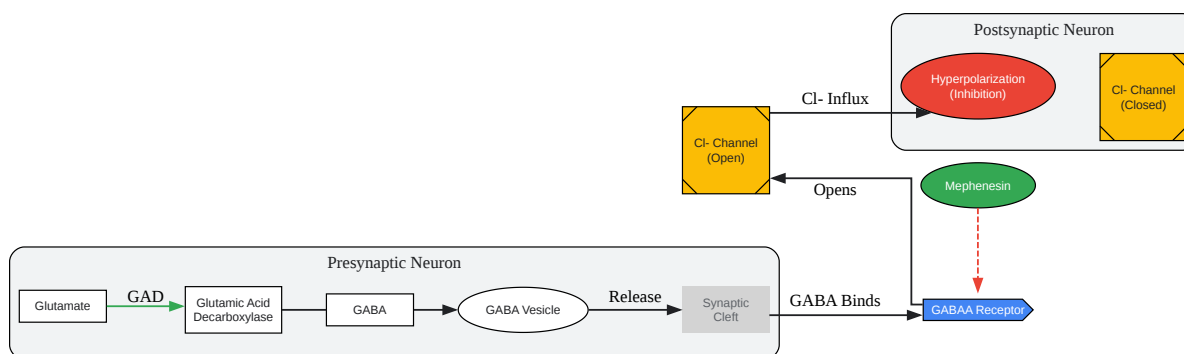 Postsynaptic Neuron
Hyperpolarization
(Inhibition)
Cl- Channel
(Closed)
Cl- Influx
Cl- Channel
(Open)
Opens
Mephenesin
Presynaptic Neuron
Glutamate
GAD
Glutamic Acid
Decarboxylase
GABA
GABA Vesicle
Release
Synaptic
Cleft
GABA Binds
GABAA Receptor